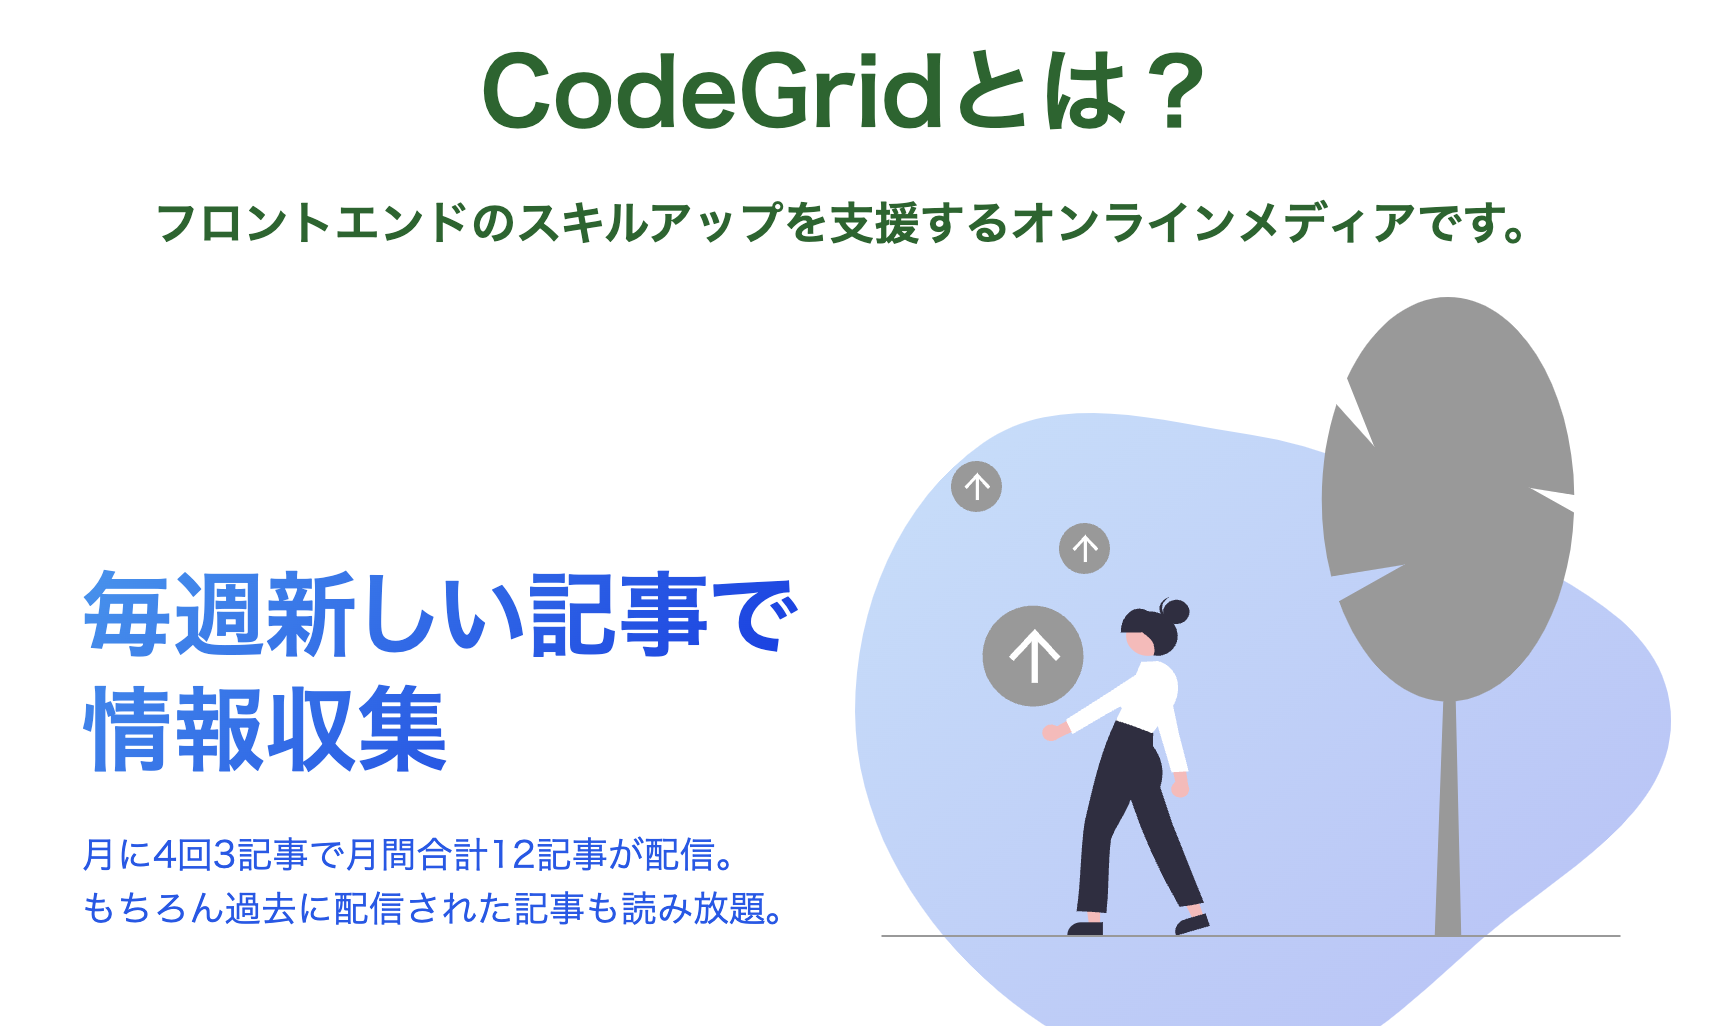 CodeGridとは？
フロントエンドのスキルアップを支援するオンラインメディアです。
毎週新しい記事で
情報収集
月に4回3記事で月間合計12記事が配信。
もちろん過去に配信された記事も読み放題。